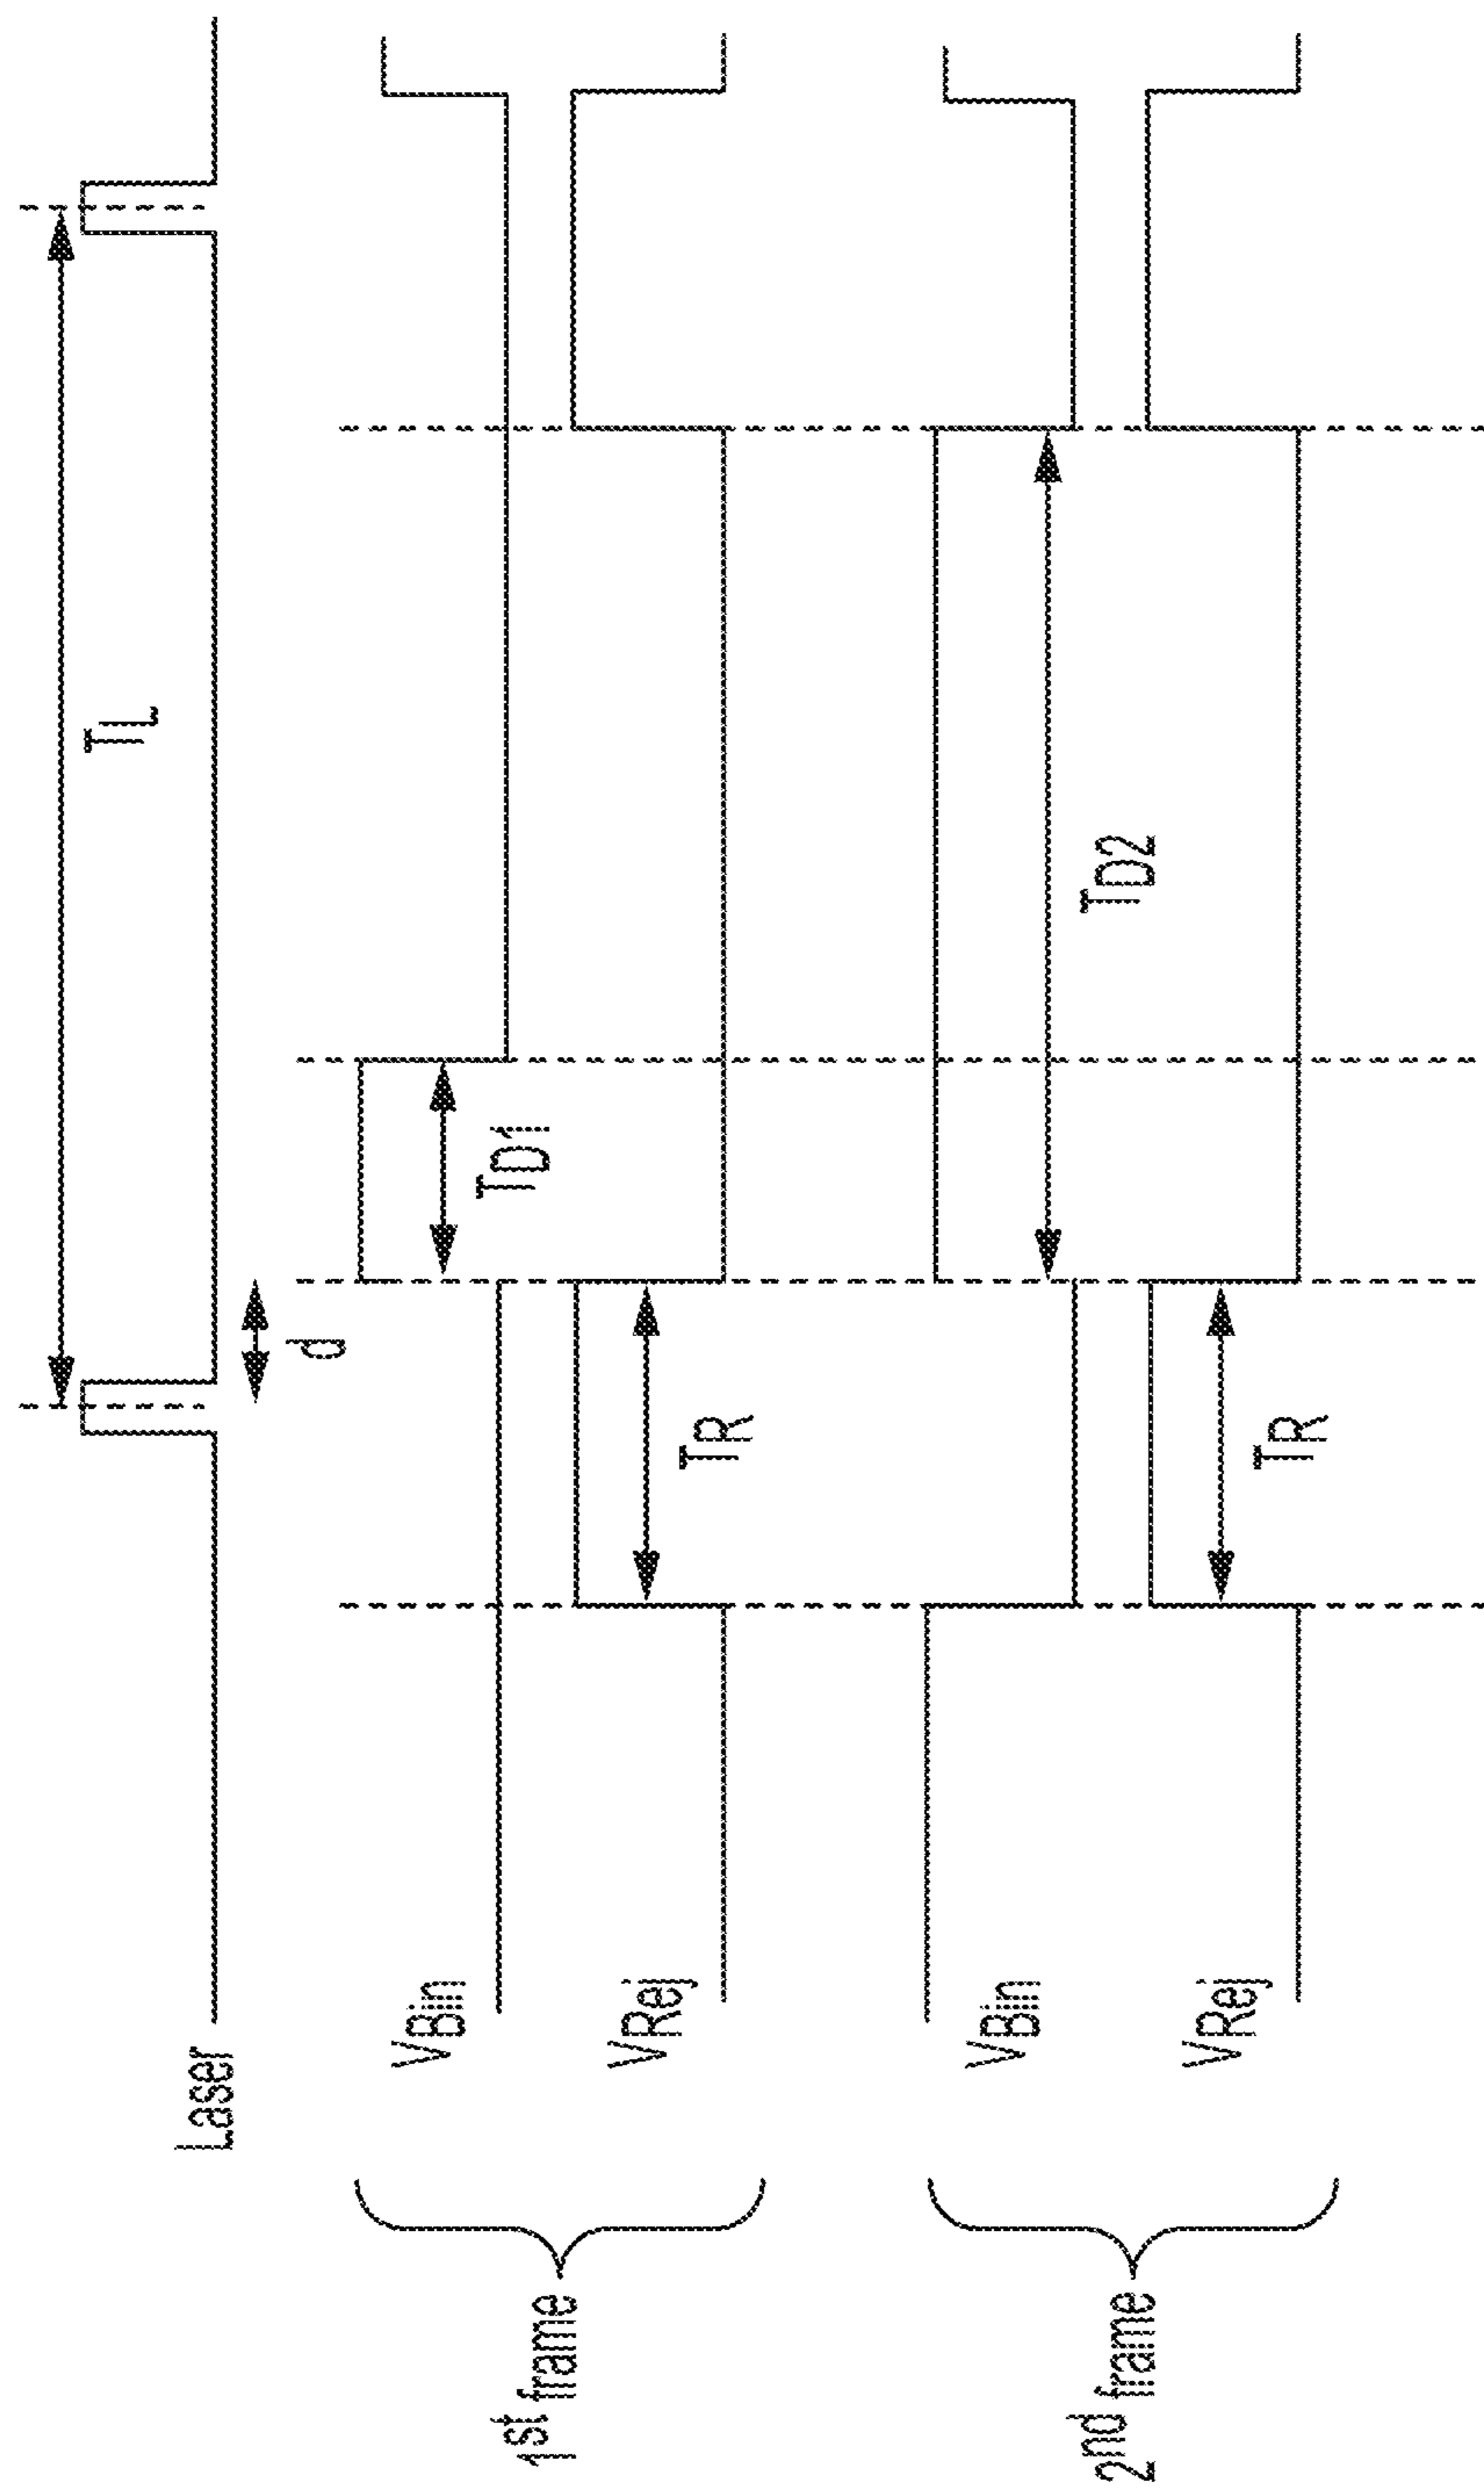 Laser
TL
d
1st frame
VBin
TD1
VRej
TR
2nd frame
VBin
TD2
VRej
TR